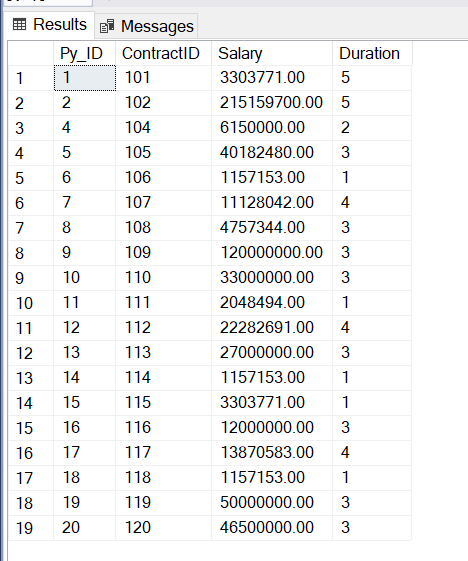 Results Messages
Py_ID ContractID Salary Duration
1 1 101 3303771.00 5
2 2 102 215159700.00 5
3 4 104 6150000.00 2
4 5 105 40182480.00 3
5 6 106 1157153.00 1
6 7 107 11128042.00 4
7 8 108 4757344.00 3
8 9 109 120000000.00 3
9 10 110 33000000.00 3
10 11 111 2048494.00 1
11 12 112 22282691.00 4
12 13 113 27000000.00 3
13 14 114 1157153.00 1
14 15 115 3303771.00 1
15 16 116 12000000.00 3
16 17 117 13870583.00 4
17 18 118 1157153.00 1
18 19 119 50000000.00 3
19 20 120 46500000.00 3